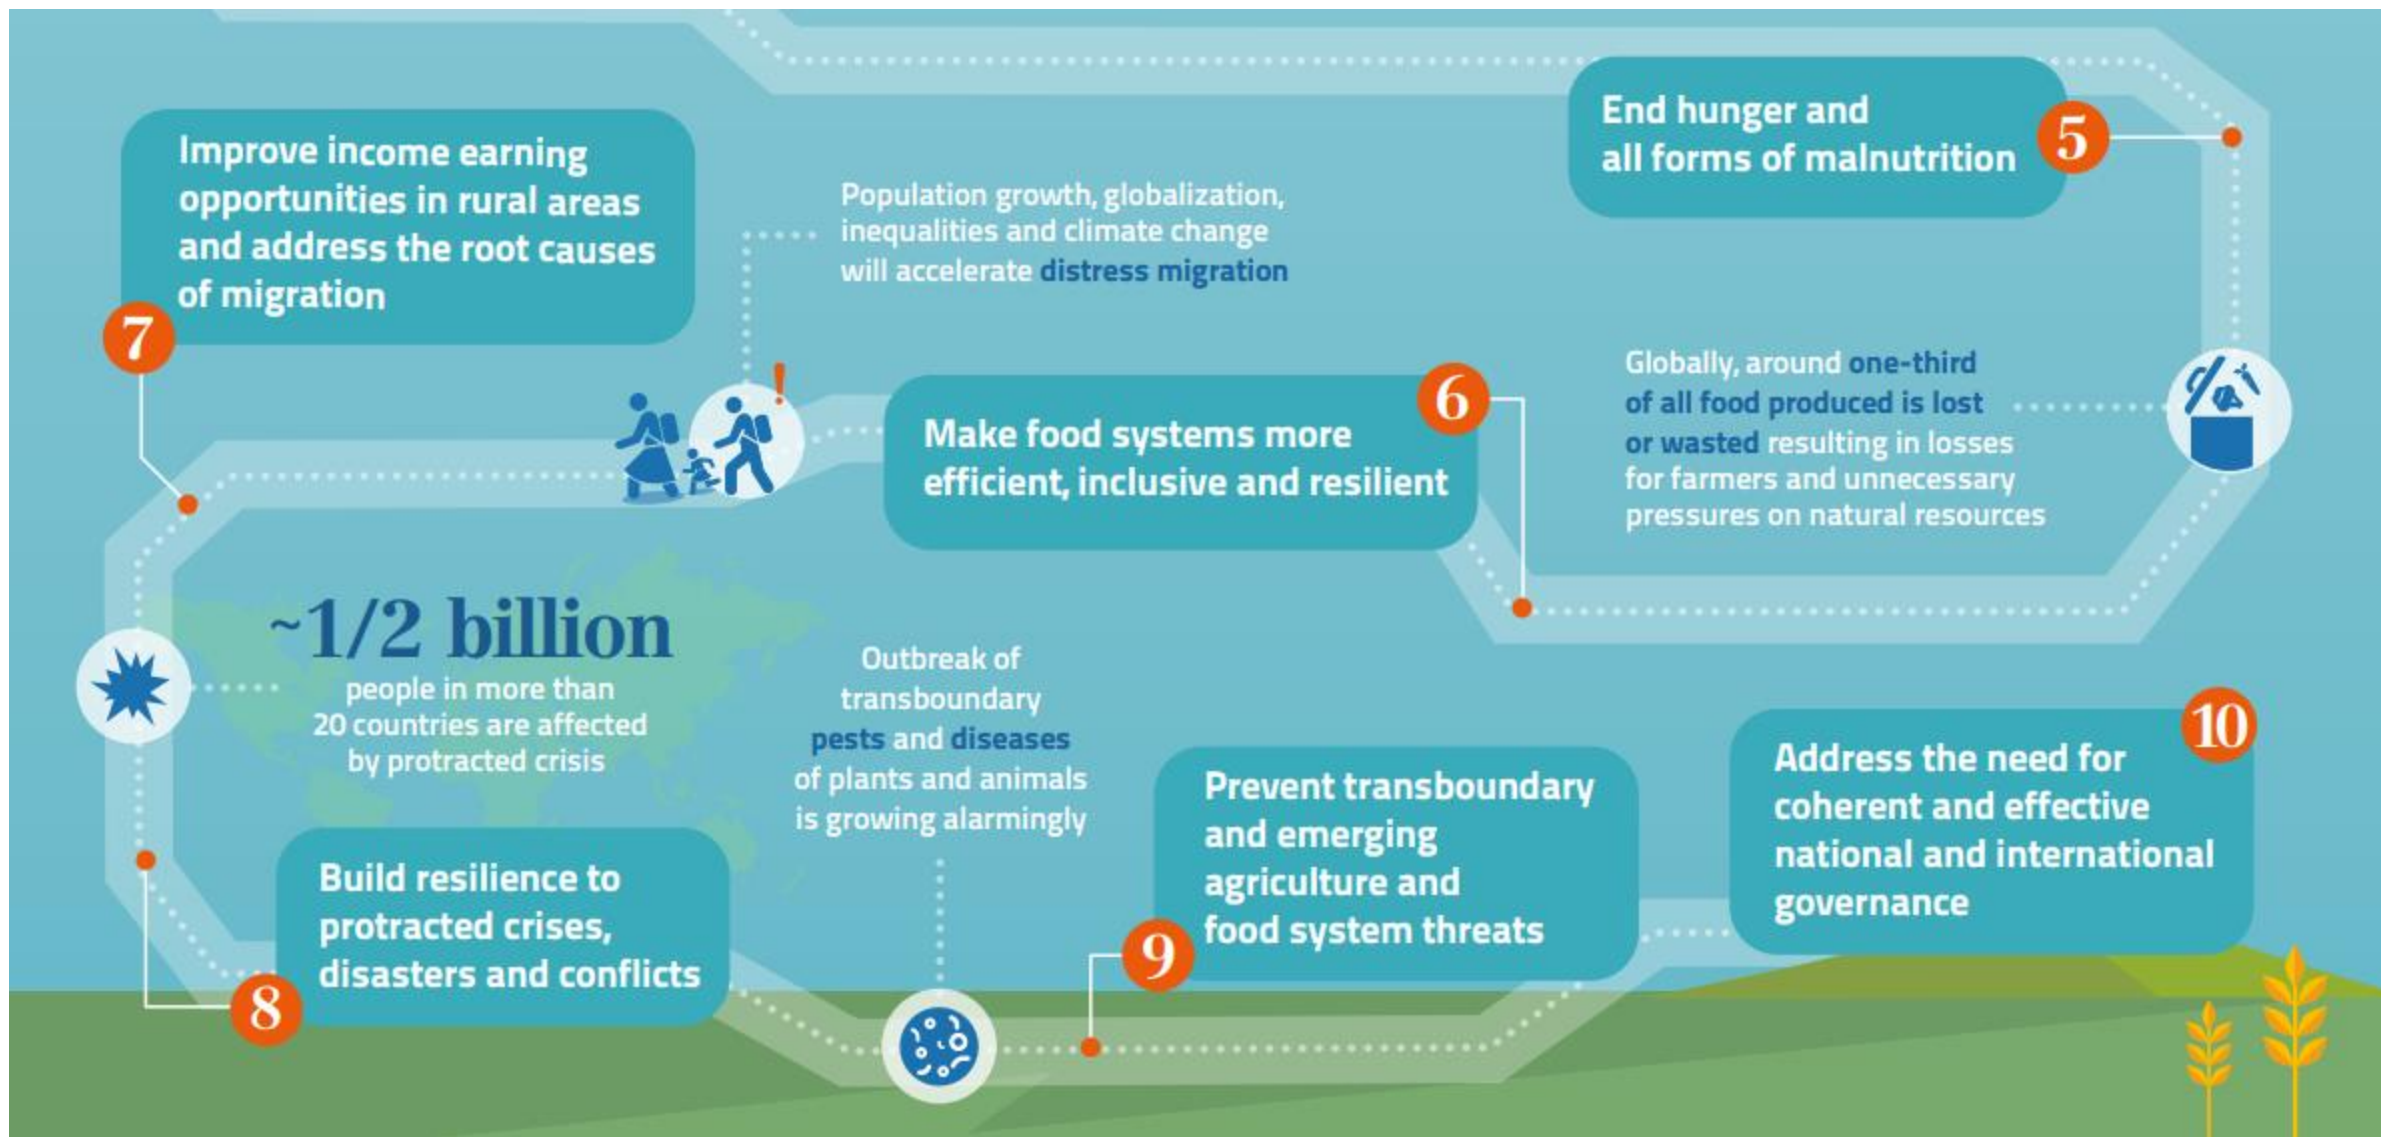 End hunger and
all forms of malnutrition
5
Globally, around one-third
of all food produced is lost
or wasted resulting in losses
for farmers and unnecessary
pressures on natural resources
6
Make food systems more
efficient, inclusive and resilient
Population growth, globalization,
inequalities and climate change
will accelerate distress migration
!
Improve income earning
opportunities in rural areas
and address the root causes
of migration
7
~1/2 billion
people in more than
20 countries are affected
by protracted crisis
Build resilience to
protracted crises,
disasters and conflicts
8
Outbreak of
transboundary
pests and diseases
of plants and animals
is growing alarmingly
Prevent transboundary
and emerging
agriculture and
food system threats
9
10
Address the need for
coherent and effective
national and international
governance